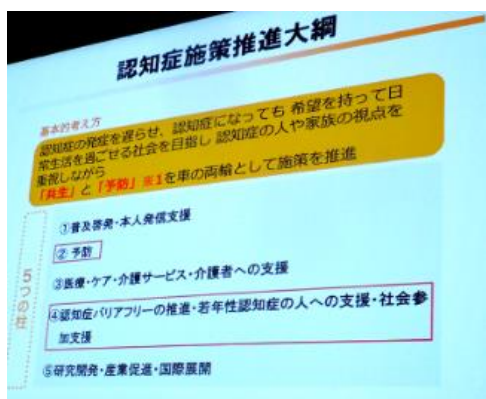 認知症施策推進大綱
基本的考え方
認知症の発症を遅らせ、認知症になっても 希望を持って日
常生活を過ごせる社会を目指し 認知症の人や家族の視点を
重視しながら
「共生」と「予防」※1を車の両輪として施策を推進
5つの柱
①普及啓発・本人発信支援
②予防
③医療・ケア・介護サービス・介護者への支援
④認知症バリアフリーの推進・若年性認知症の人への支援・社会参
加支援
⑤研究開発・産業促進・国際展開